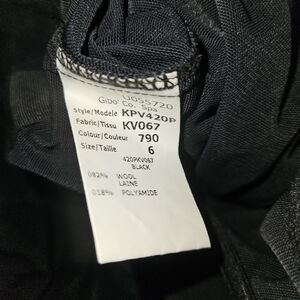 U055720
Gibo' Co. Spa
Style/Modele KPV420P
Fabric/Tissu KV067
Colour/Couleur 790
Size/Taille 6
420PKV067
BLACK
082% WOOL
LAINE
018% POLYAMIDE